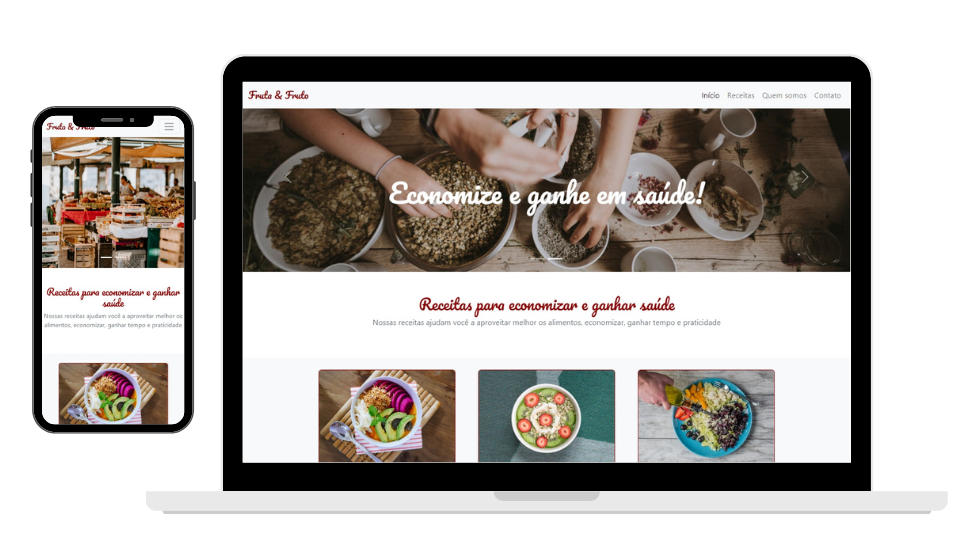 Fruta & Fruto
Receitas para economizar e ganhar
saúde
Nossas receitas ajudam você a aproveitar melhor os
alimentos, economizar, ganhar tempo e praticidade
Fruta & Fruto
Início Receitas Quem somos Contato
Economize e ganhe em saúde!
Receitas para economizar e ganhar saúde
Nossas receitas ajudam você a aproveitar melhor os alimentos, economizar, ganhar tempo e praticidade